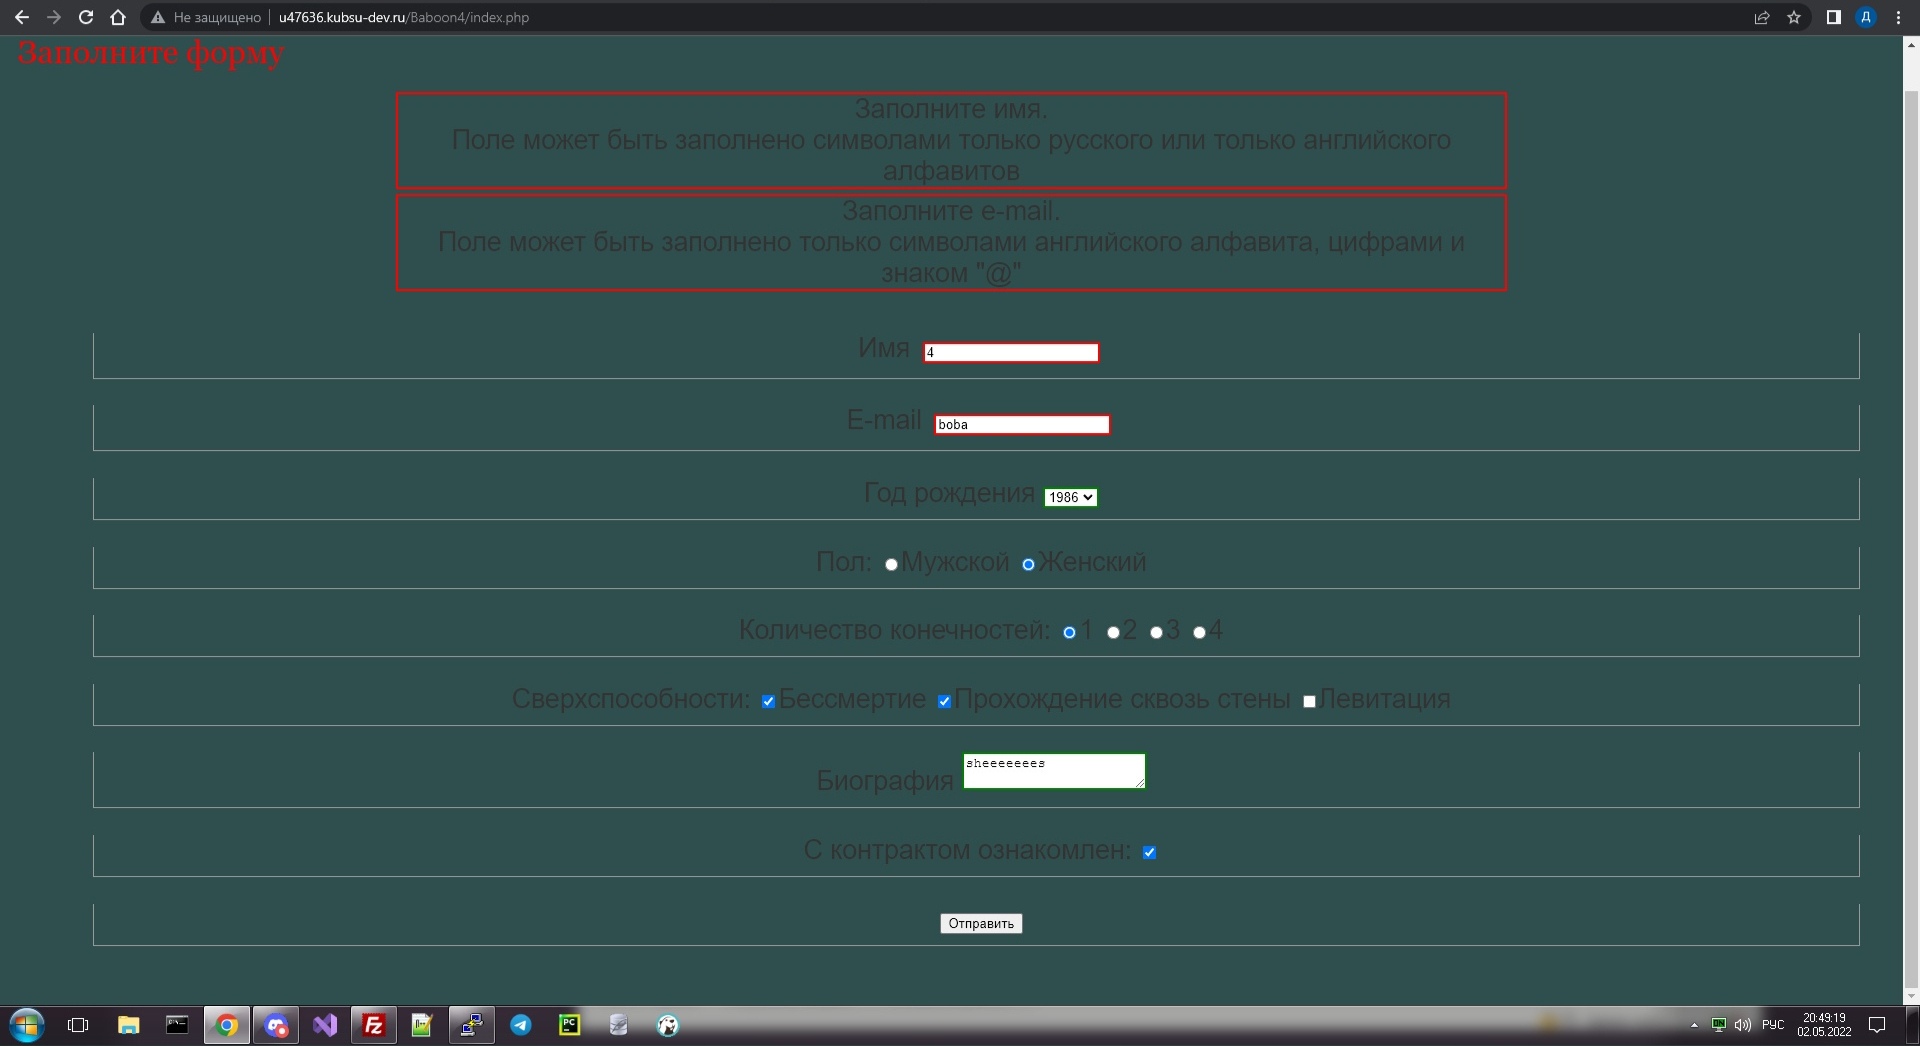 Не защищено
u47636.kubsu-dev.ru/Baboon4/index.php
Д
Заполните форму
Заполните имя.
Поле может быть заполнено символами только русского или только английского
алфавитов
Заполните e-mail.
Поле может быть заполнено только символами английского алфавита, цифрами и
знаком "@"
Имя 4
E-mail boba
Год рождения 1986
Пол: Мужской Женский
Количество конечностей: 1 2 3 4
Сверхспособности: Бессмертие Прохождение сквозь стены Левитация
Биография sheeeeeees
С контрактом ознакомлен:
Отправить
Fz
PC
РУС
20:49:19
02.05.2022